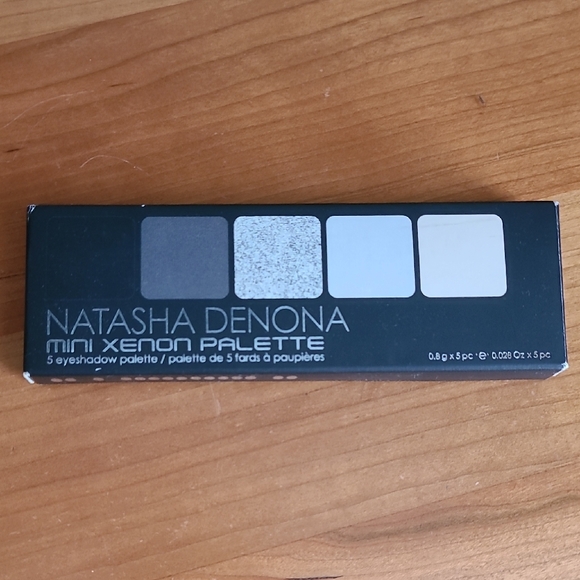 NATASHA DENONA
MINI XENON PALETTE
5 eyeshadow palette / palette de 5 fards à paupières
0.8 g x 5 pc ℮ 0.028 Oz x 5 pc